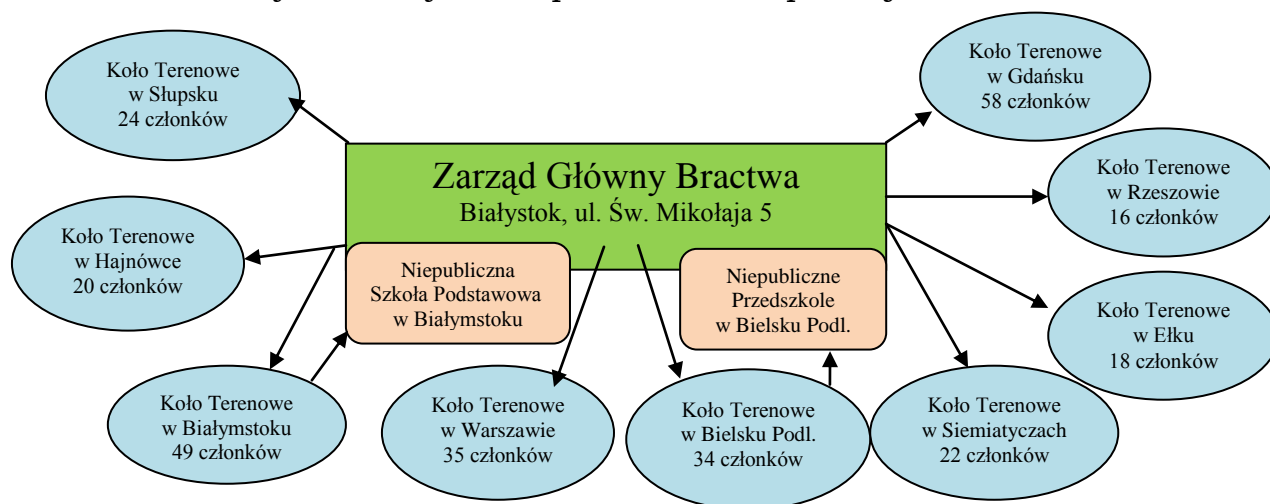 Koło Terenowe
w Słupsku
24 członków
Koło Terenowe
w Gdańsku
58 członków
Zarząd Główny Bractwa
Białystok, ul. Św. Mikołaja 5
Koło Terenowe
w Rzeszowie
16 członków
Koło Terenowe
w Hajnówce
20 członków
Niepubliczna
Szkoła Podstawowa
w Białymstoku
Niepubliczne
Przedszkole
w Bielsku Podl.
Koło Terenowe
w Ełku
18 członków
Koło Terenowe
w Białymstoku
49 członków
Koło Terenowe
w Warszawie
35 członków
Koło Terenowe
w Bielsku Podl.
34 członków
Koło Terenowe
w Siemiatyczach
22 członków